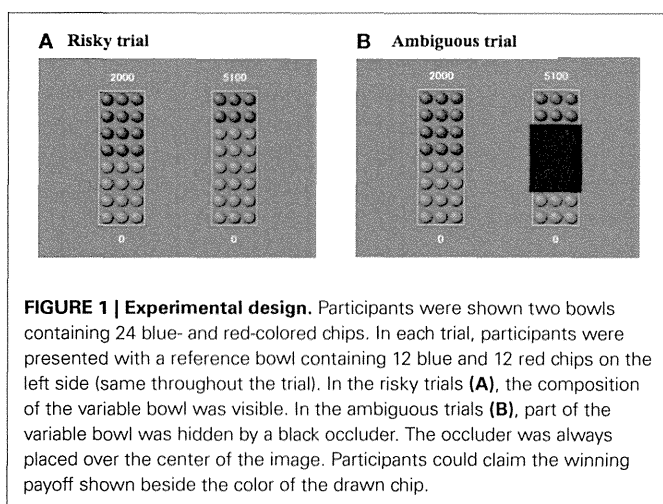 A Risky trial
B Ambiguous trial
2000 5100
2000 5100
0 0
0 0
FIGURE 1 | Experimental design. Participants were shown two bowls
containing 24 blue- and red-colored chips. In each trial, participants were
presented with a reference bowl containing 12 blue and 12 red chips on the
left side (same throughout the trial). In the risky trials (A), the composition
of the variable bowl was visible. In the ambiguous trials (B), part of the
variable bowl was hidden by a black occluder. The occluder was always
placed over the center of the image. Participants could claim the winning
payoff shown beside the color of the drawn chip.